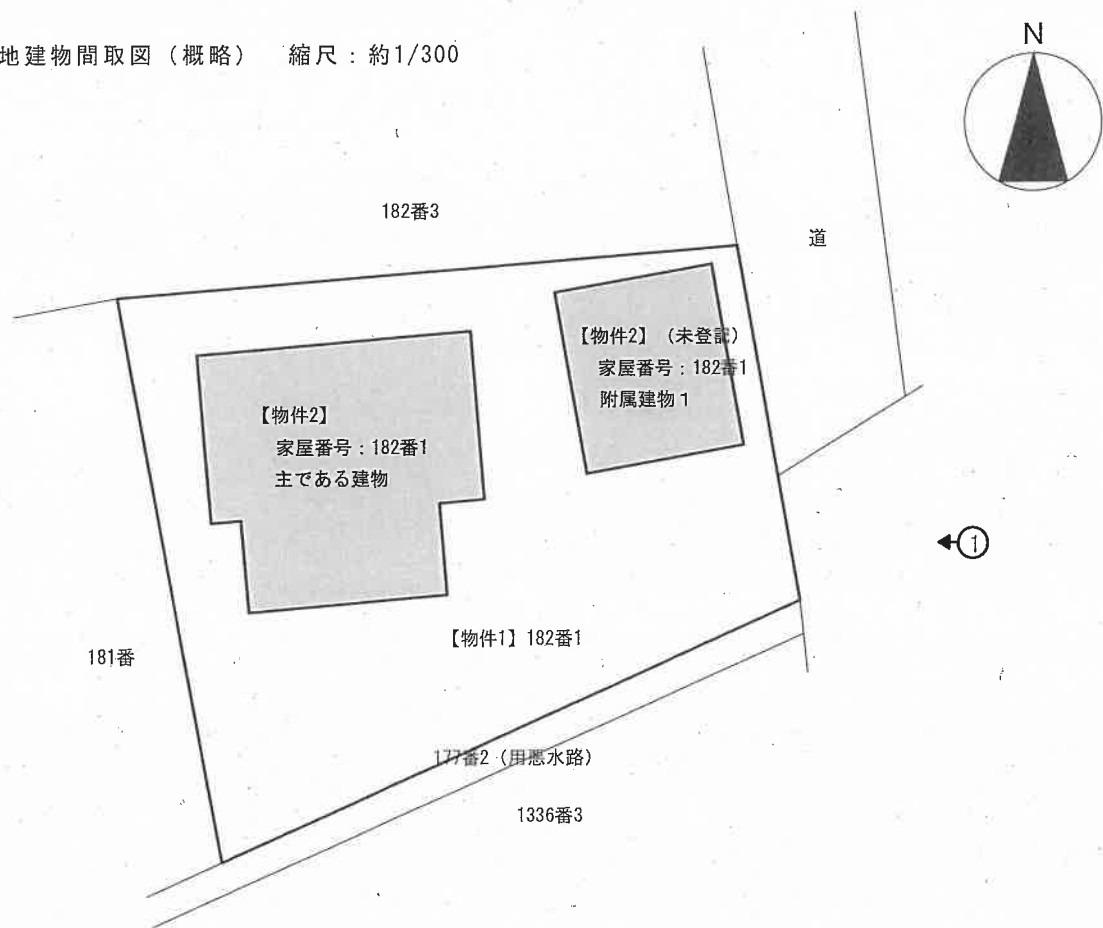 地建物間取図（概略）　縮尺：約1/300
N
182番3
道
【物件2】（未登記）
家屋番号：182番1
附属建物1
【物件2】
家屋番号：182番1
主である建物
①
【物件1】182番1
181番
177番2（用悪水路）
1336番3